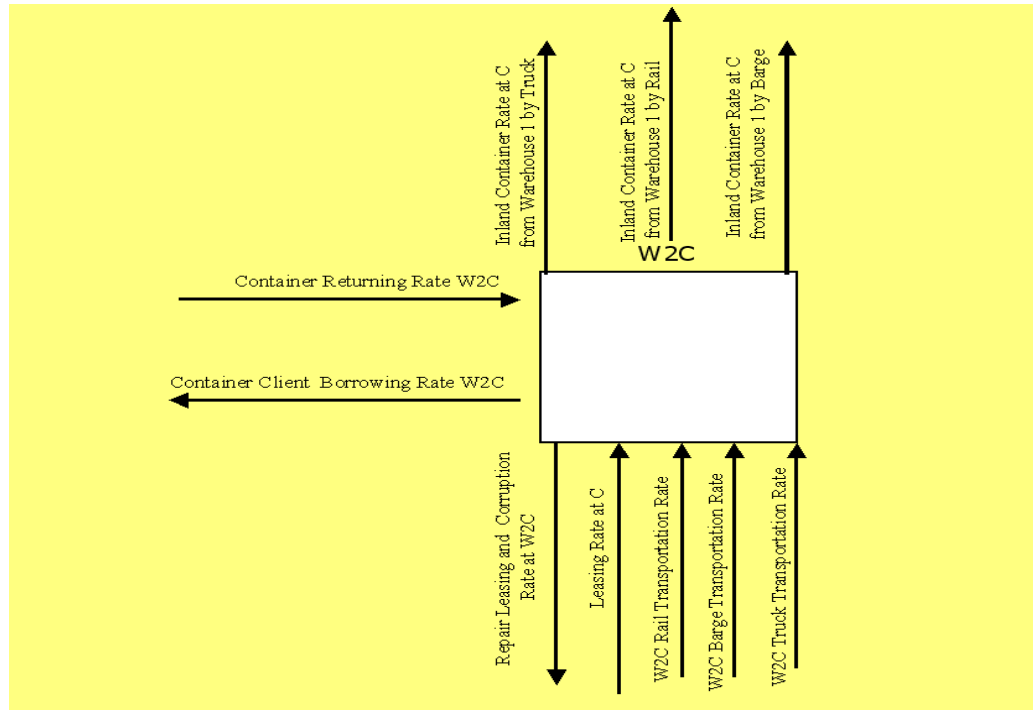 Inland Container Rate at C
from Warehouse 1 by Truck
Inland Container Rate at C
from Warehouse 1 by Rail
Inland Container Rate at C
from Warehouse 1 by Barge
W2C
Container Returning Rate W2C
Container Client Borrowing Rate W2C
Repair Leasing and Corruption
Rate at W2C
Leasing Rate at C
W2C Rail Transportation Rate
W2C Barge Transportation Rate
W2C Truck Transportation Rate